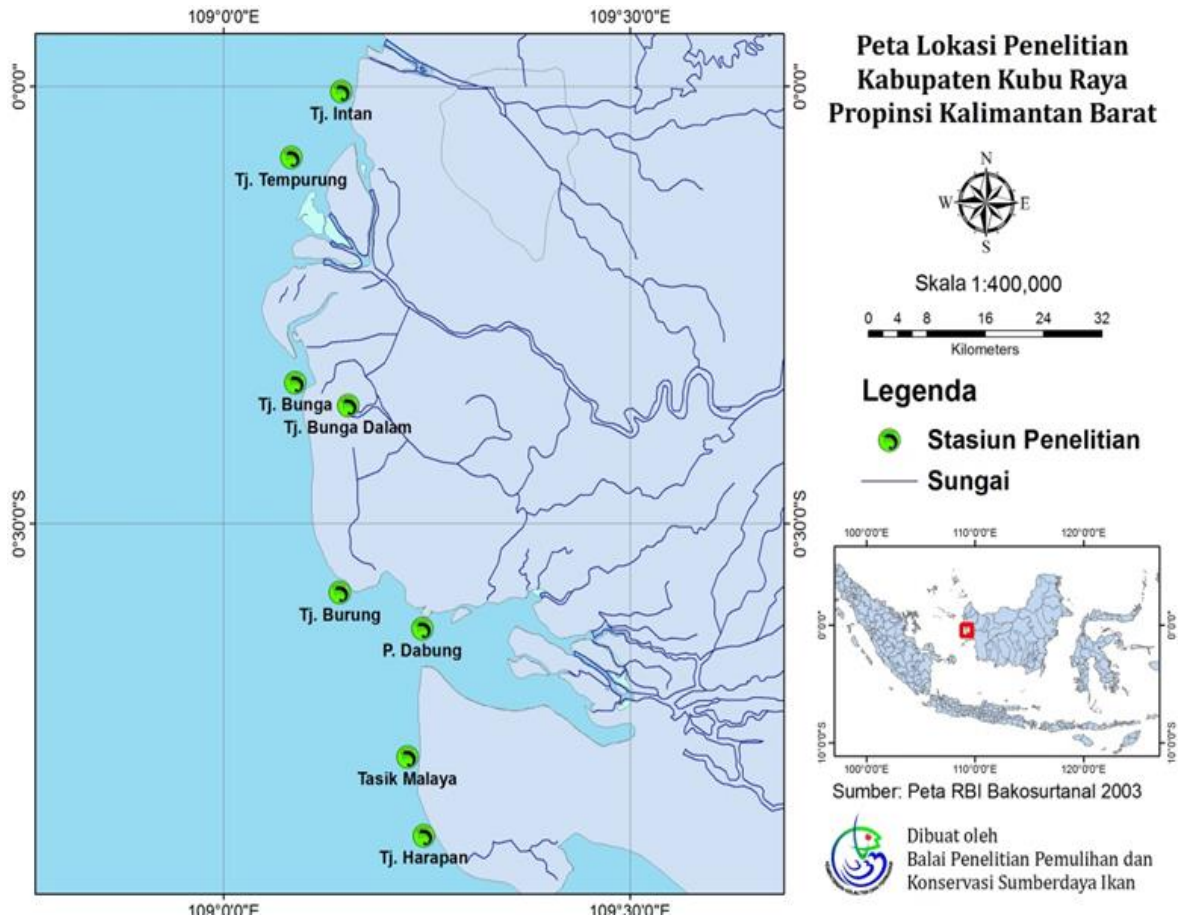 109°0'0"E
109°30'0"E
0°0'0"
0°0'0"
Tj. Intan
Tj. Tempurung
Tj. Bunga
Tj. Bunga Dalam
0°30'0"S
0°30'0"S
Tj. Burung
P. Dabung
Tasik Malaya
Tj. Harapan
109°0'0"E
109°30'0"E
Peta Lokasi Penelitian
Kabupaten Kubu Raya
Propinsi Kalimantan Barat
N
W
E
S
Skala 1:400,000
0 4 8 16 24 32
Kilometers
Legenda
Stasiun Penelitian
Sungai
100°0'0"E 110°0'0"E 120°0'0"E
0°0'0"
0°0'0"
10°0'0"S
10°0'0"S
100°0'0"E 110°0'0"E 120°0'0"E
Sumber: Peta RBI Bakosurtanal 2003
Dibuat oleh
Balai Penelitian Pemulihan dan
Konservasi Sumberdaya Ikan